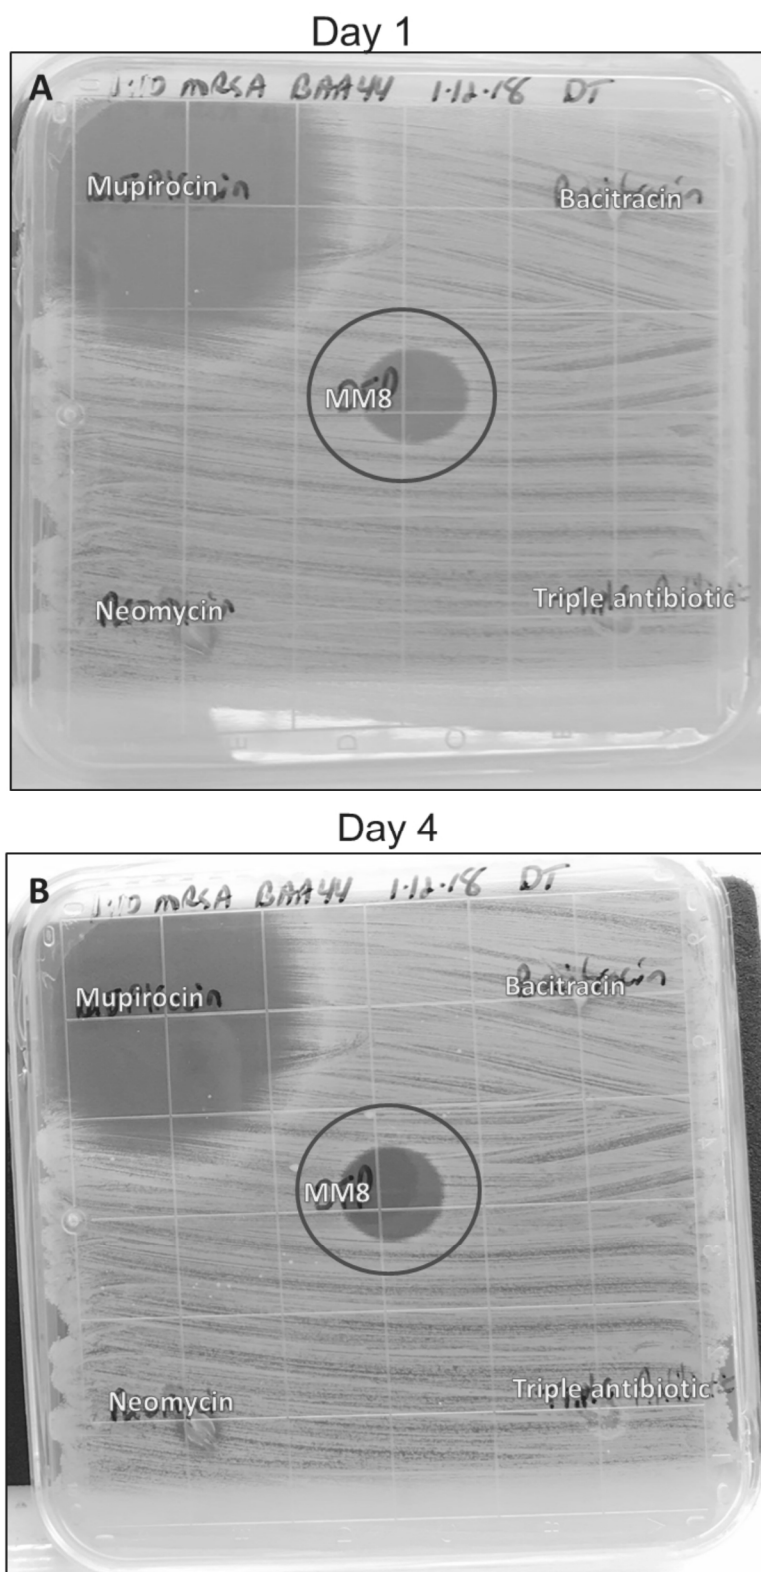 Day 1
A
1:10 mRSA BAA44 1-12-18 DT
Mupirocin
Bacitracin
MM8
Neomycin
Triple antibiotic
E D C B
Day 4
B
1:10 mRSA BAA44 1-12-18 DT
Mupirocin
Bacitracin
MM8
Neomycin
Triple antibiotic